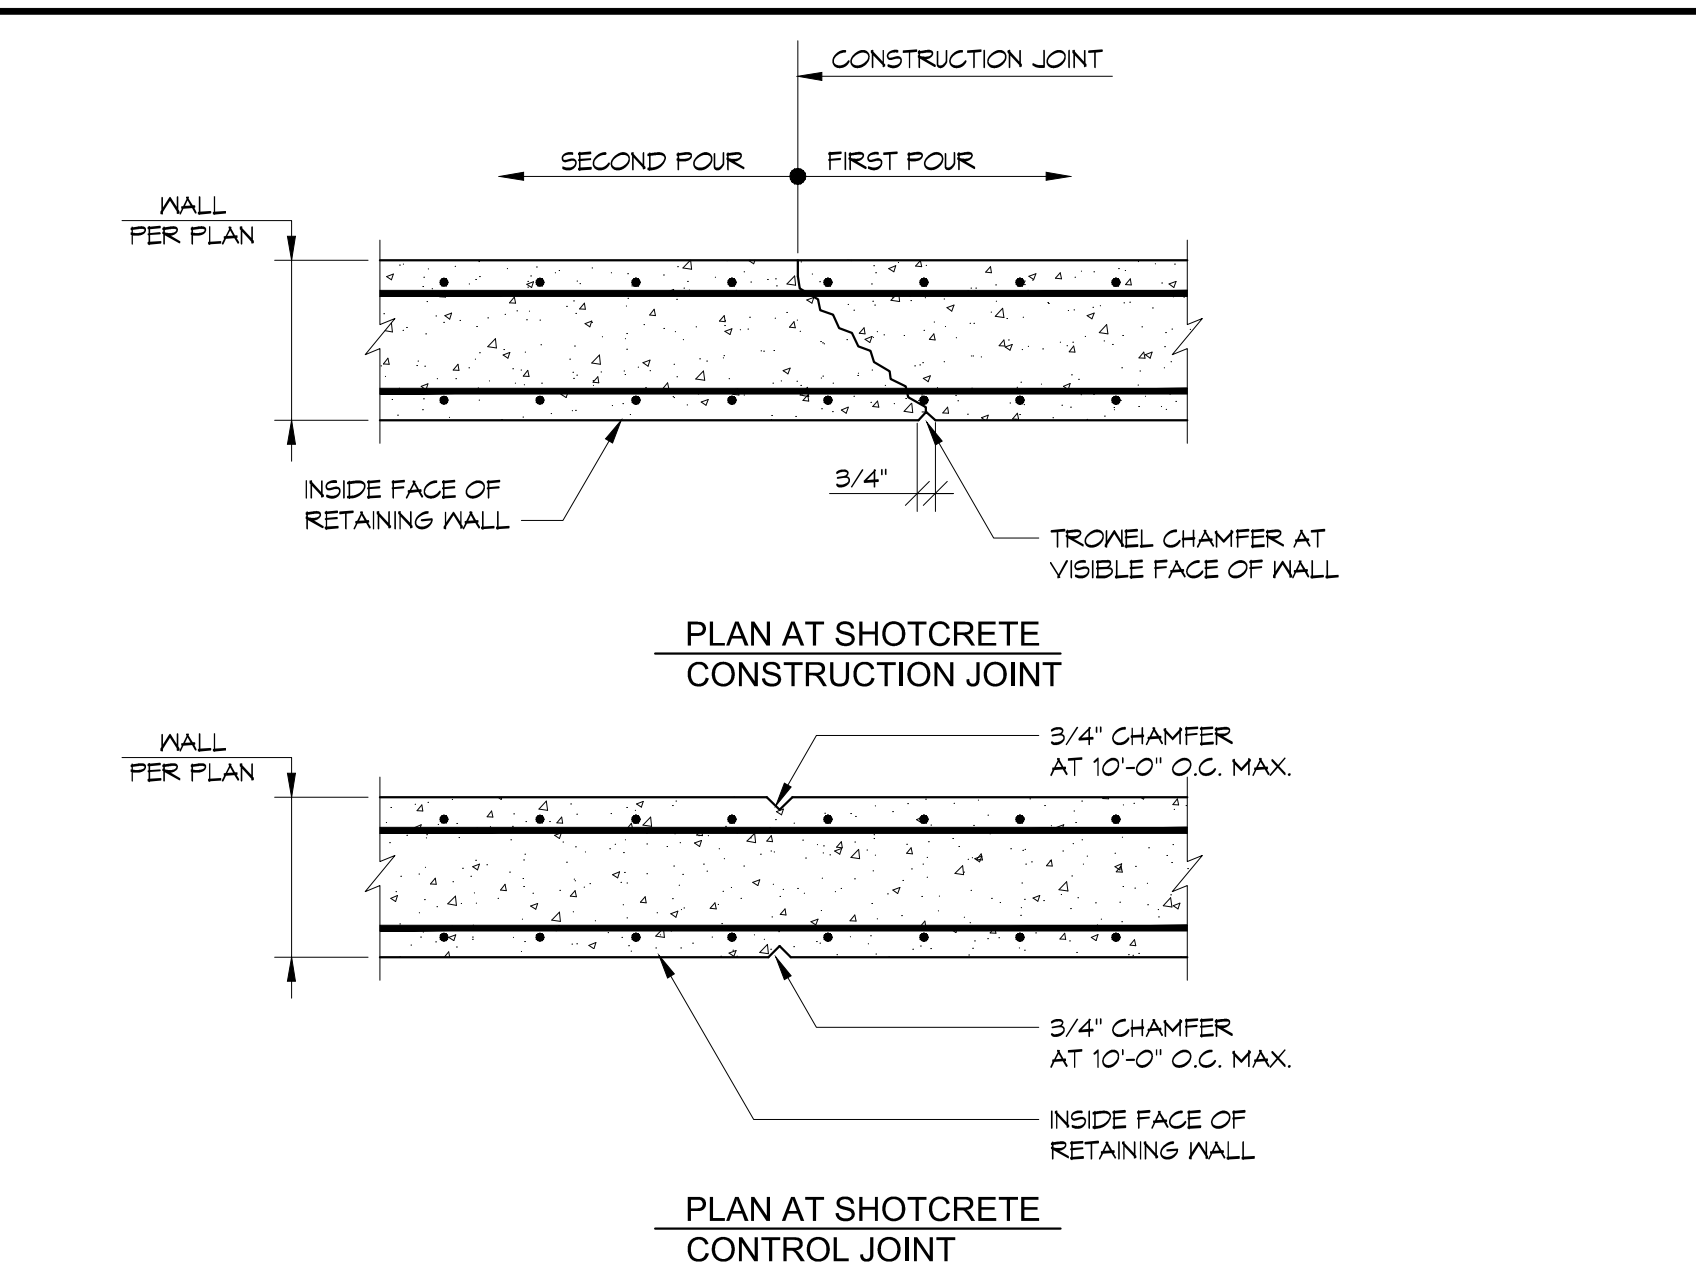 CONSTRUCTION JOINT
SECOND POUR
FIRST POUR
WALL
PER PLAN
INSIDE FACE OF
RETAINING WALL
3/4"
TROWEL CHAMFER AT
VISIBLE FACE OF WALL
PLAN AT SHOTCRETE
CONSTRUCTION JOINT
WALL
PER PLAN
3/4" CHAMFER
AT 10'-0" O.C. MAX.
3/4" CHAMFER
AT 10'-0" O.C. MAX.
INSIDE FACE OF
RETAINING WALL
PLAN AT SHOTCRETE
CONTROL JOINT